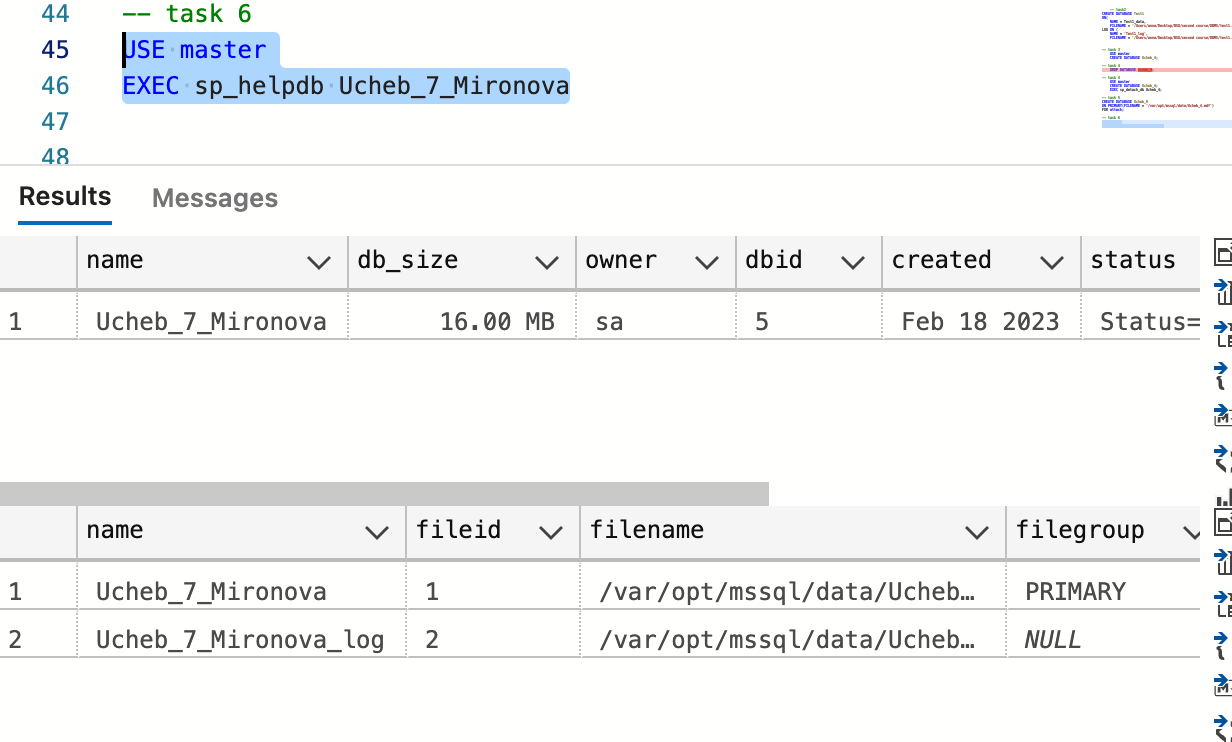 44 -- task 6
45 USE master
46 EXEC sp_helpdb Ucheb_7_Mironova
47
48
Results Messages
name db_size owner dbid created status
1 Ucheb_7_Mironova 16.00 MB sa 5 Feb 18 2023 Status=
name fileid filename filegroup
1 Ucheb_7_Mironova 1 /var/opt/mssql/data/Ucheb… PRIMARY
2 Ucheb_7_Mironova_log 2 /var/opt/mssql/data/Ucheb… NULL